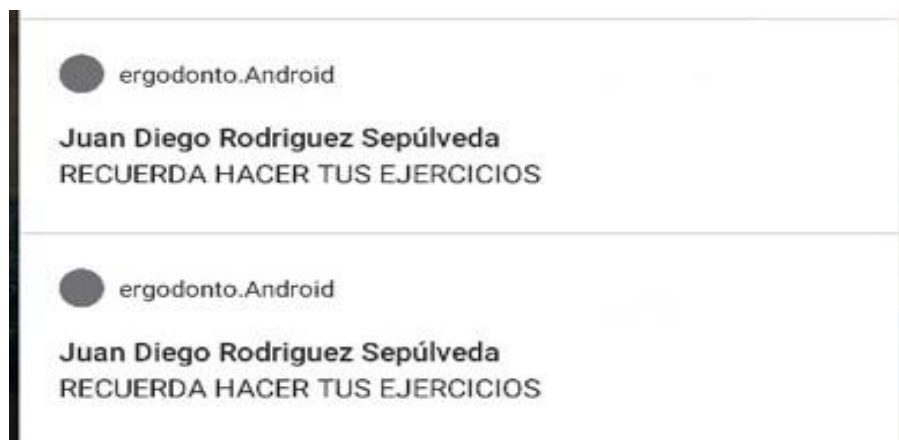 ergodonto.Android
Juan Diego Rodriguez Sepúlveda
RECUERDA HACER TUS EJERCICIOS
ergodonto.Android
Juan Diego Rodriguez Sepúlveda
RECUERDA HACER TUS EJERCICIOS